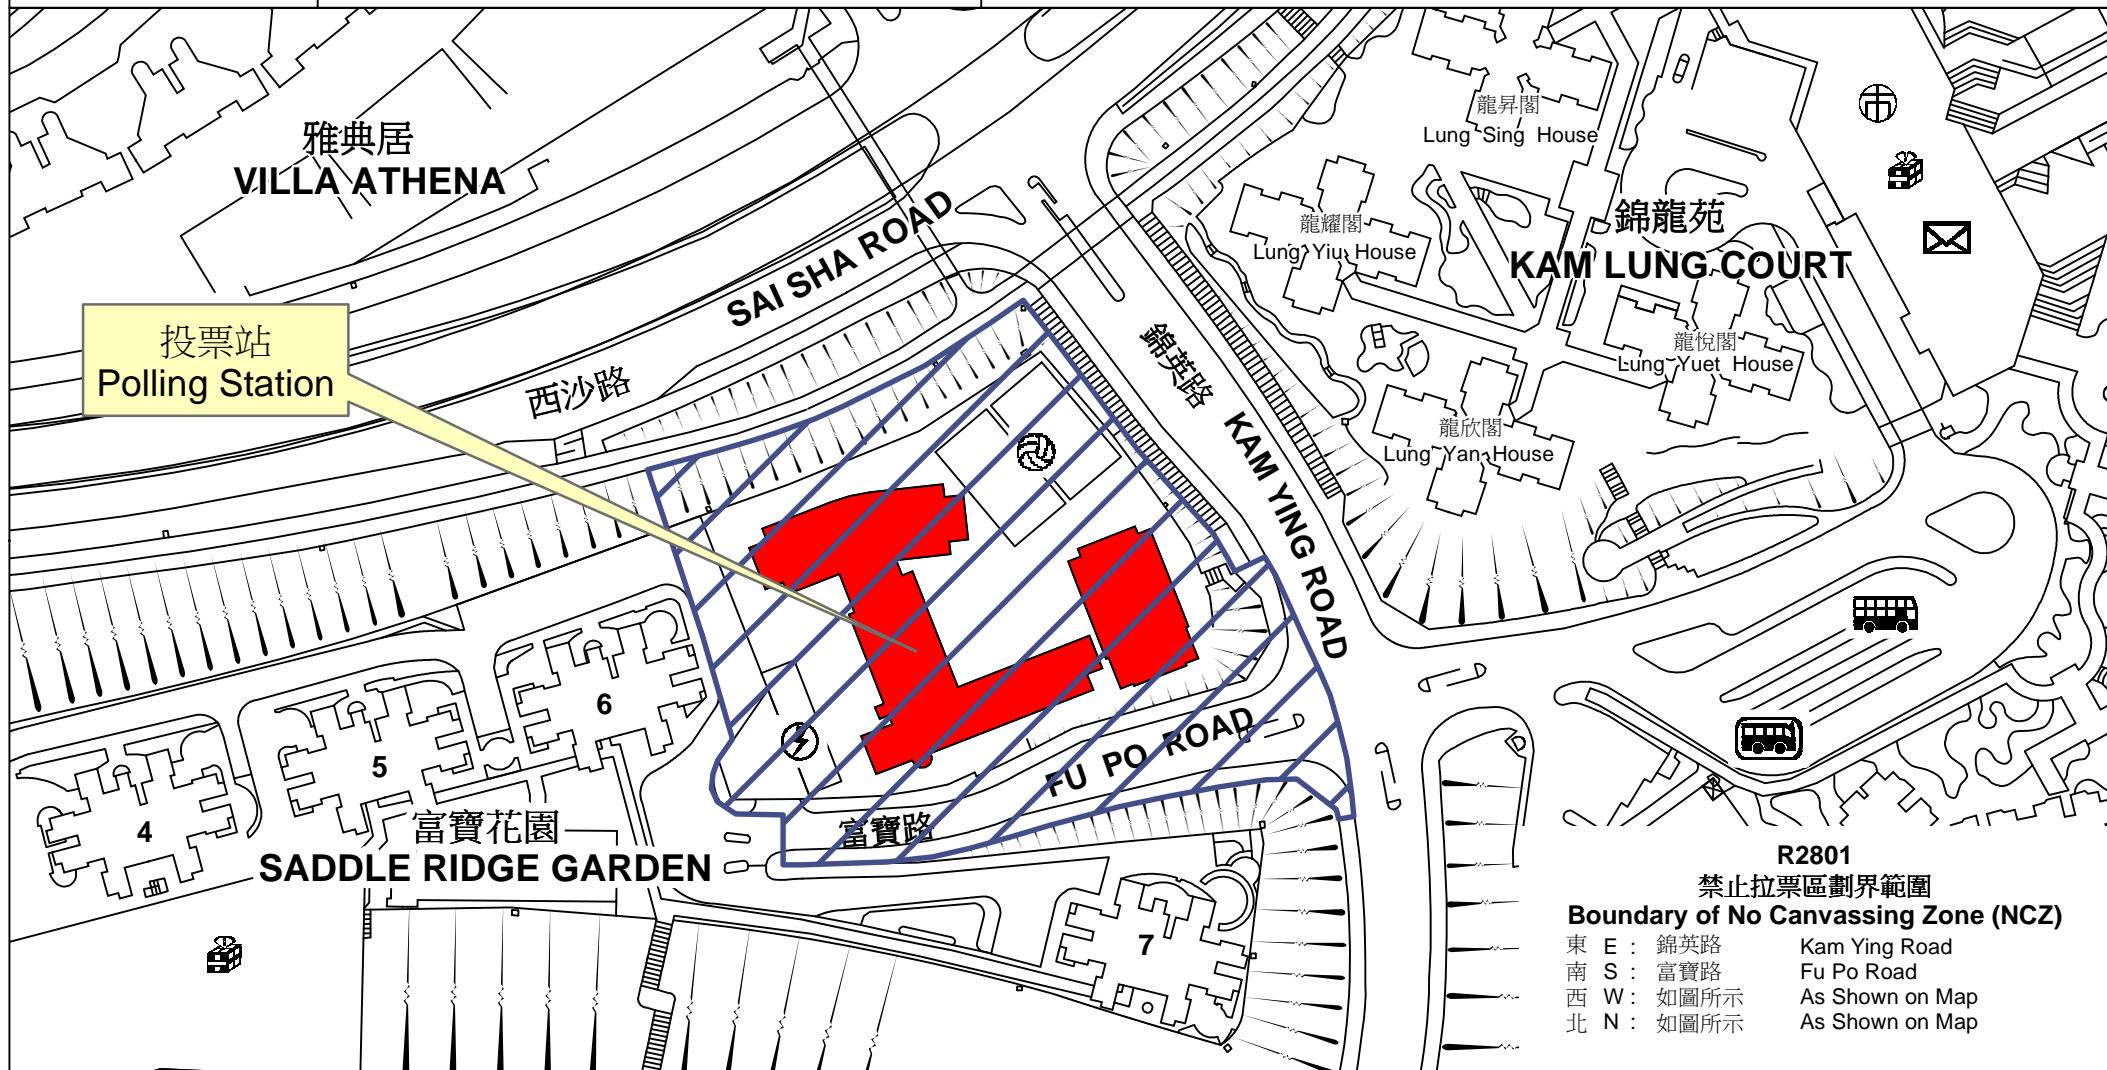 雅典居
VILLA ATHENA
投票站
Polling Station
西沙路
SAI SHA ROAD
錦英路
KAM YING ROAD
龍昇閣
Lung Sing House
龍耀閣
Lung Yiu House
錦龍苑
KAM LUNG COURT
龍悅閣
Lung Yuet House
龍欣閣
Lung Yan House
6
5
4
富寶花園
SADDLE RIDGE GARDEN
富寶路
FU PO ROAD
7
R2801
禁止拉票區劃界範圍
Boundary of No Canvassing Zone (NCZ)
東 E : 錦英路 Kam Ying Road
南 S : 富寶路 Fu Po Road
西 W : 如圖所示 As Shown on Map
北 N : 如圖所示 As Shown on Map